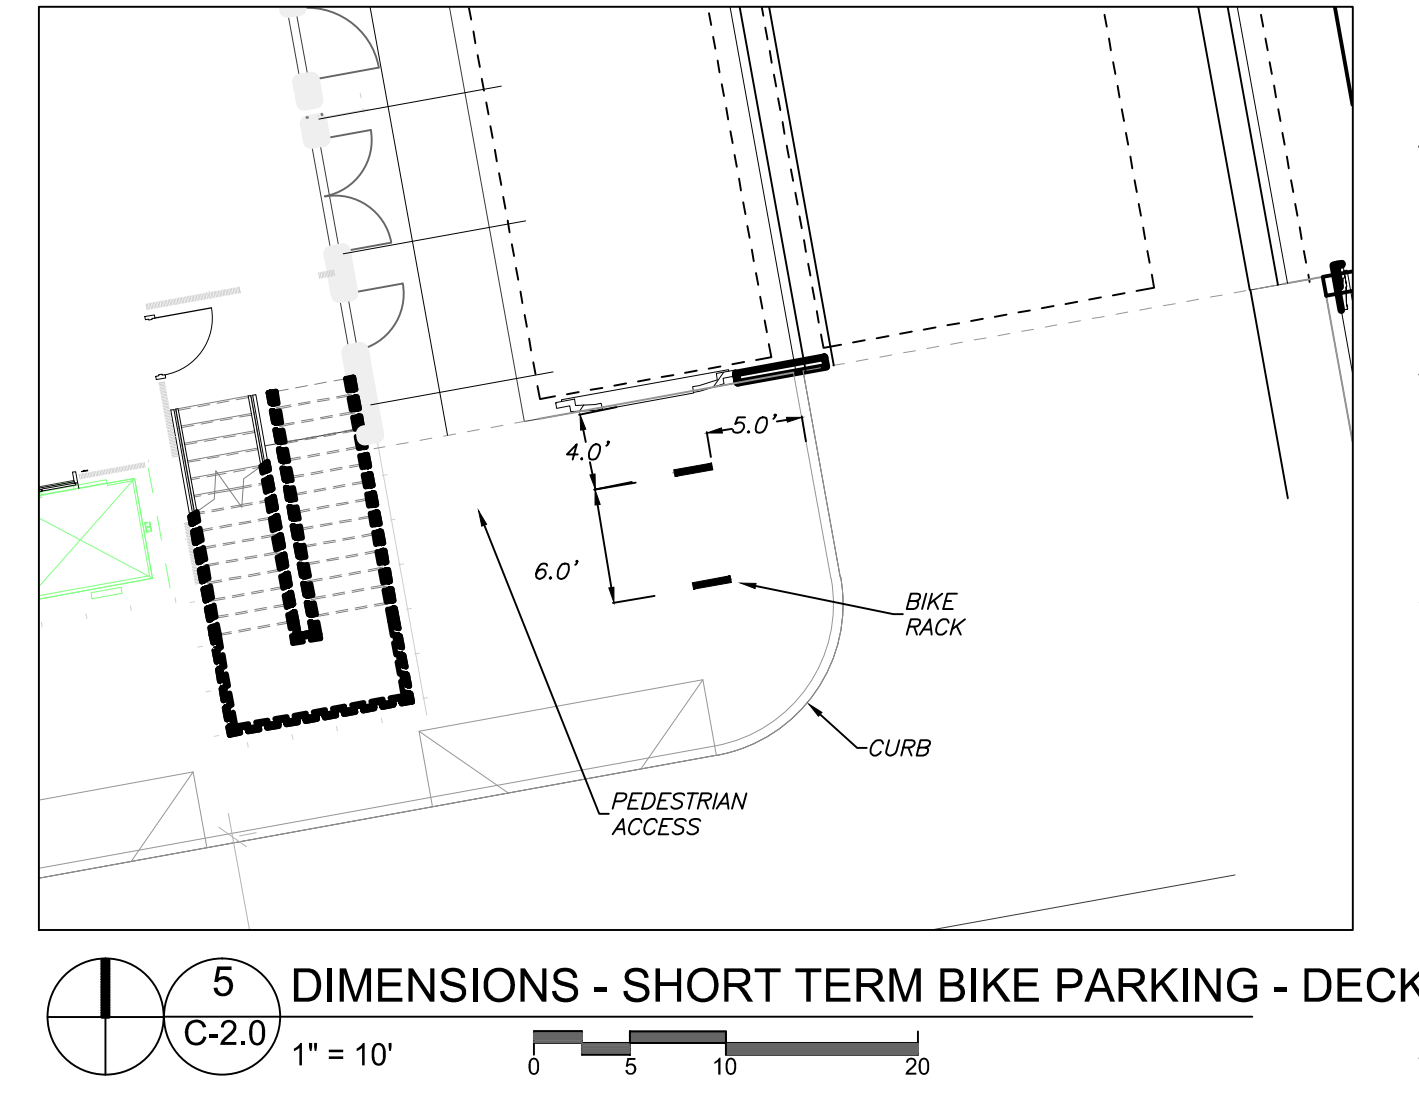 5.0'
4.0'
6.0'
BIKE
RACK
CURB
PEDESTRIAN
ACCESS
5
C-2.0
DIMENSIONS - SHORT TERM BIKE PARKING - DECK
1" = 10'
0 5 10 20